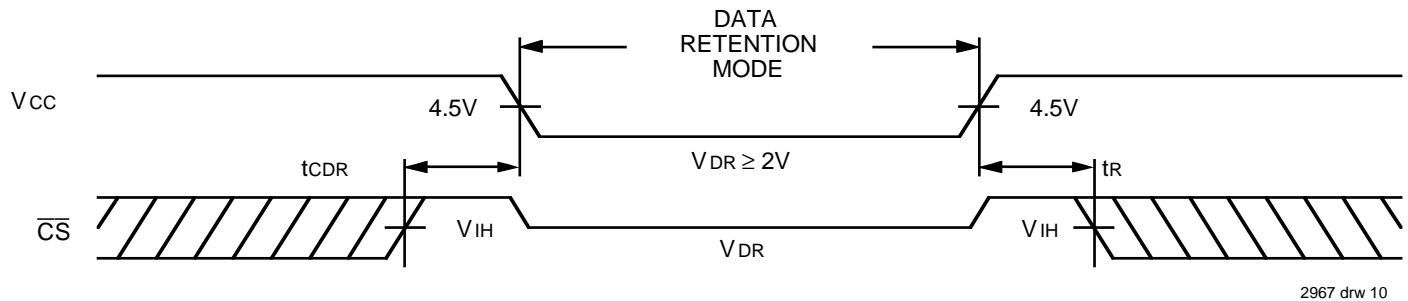 DATA
RETENTION
MODE
VCC
4.5V
4.5V
VDR ≥ 2V
tCDR
tR
CS
VIH
VDR
VIH
2967 drw 10